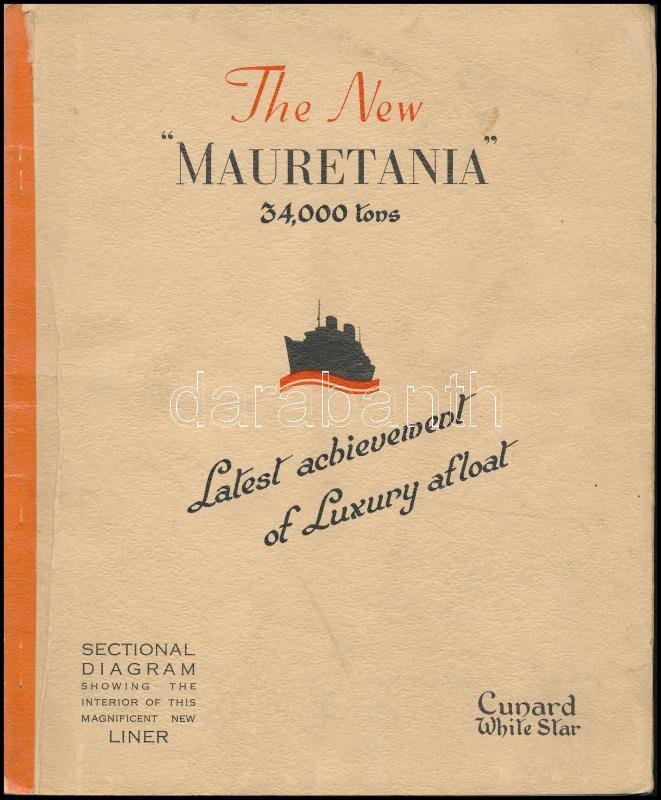 The New
"MAURETANIA"
34,000 tons
darabanth
Latest achievement
of Luxury afloat
SECTIONAL
DIAGRAM
SHOWING THE
INTERIOR OF THIS
MAGNIFICENT NEW
LINER
Cunard
White Star